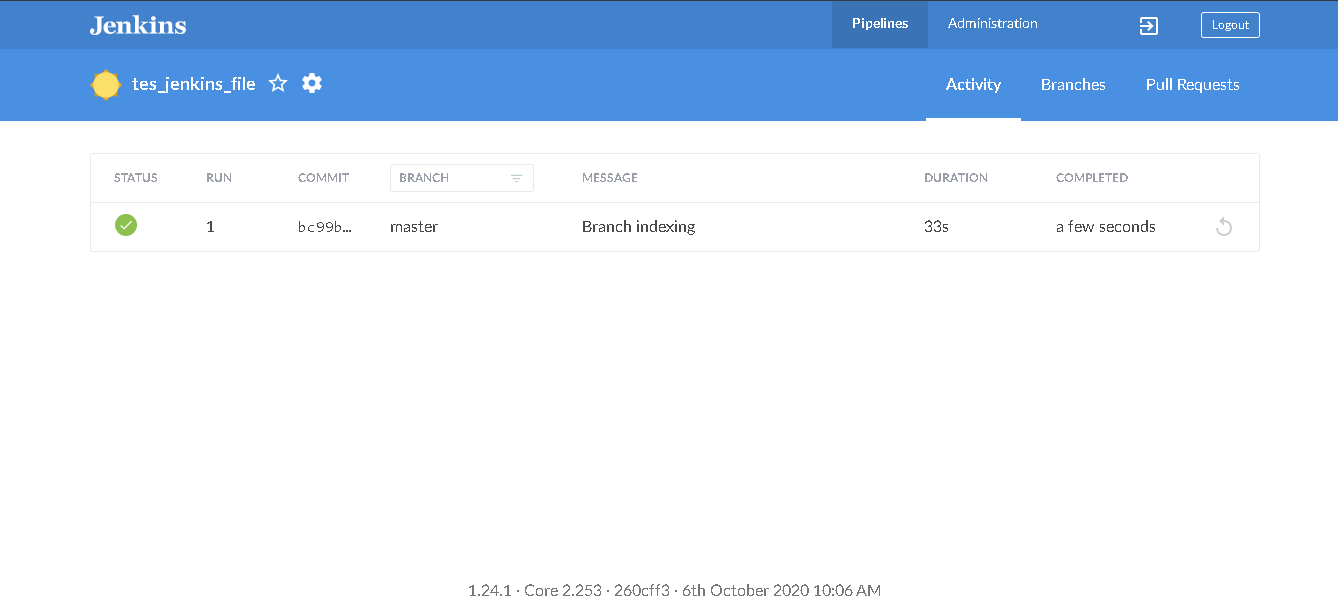 Jenkins Pipelines Administration Logout
tes_jenkins_file Activity Branches Pull Requests
STATUS RUN COMMIT BRANCH MESSAGE DURATION COMPLETED
1 bc99b... master Branch indexing 33s a few seconds
1.24.1 · Core 2.253 · 260cff3 · 6th October 2020 10:06 AM